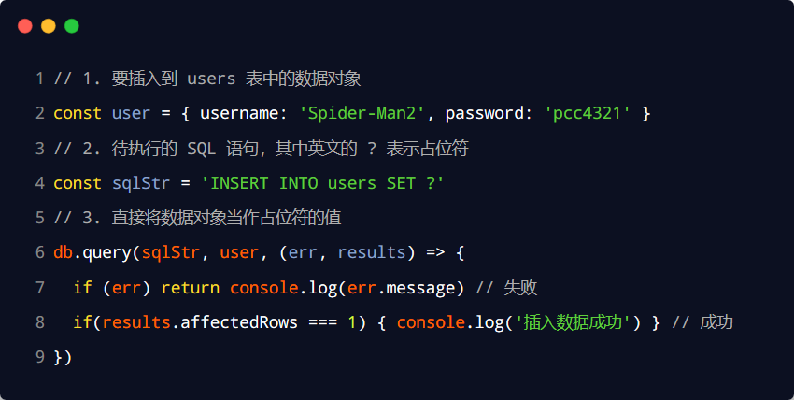 1 // 1. 要插入到 users 表中的数据对象
2 const user = { username: 'Spider-Man2', password: 'pcc4321' }
3 // 2. 待执行的 SQL 语句，其中英文的 ? 表示占位符
4 const sqlStr = 'INSERT INTO users SET ?'
5 // 3. 直接将数据对象当作占位符的值
6 db.query(sqlStr, user, (err, results) => {
7   if (err) return console.log(err.message) // 失败
8   if(results.affectedRows === 1) { console.log('插入数据成功') } // 成功
9 })